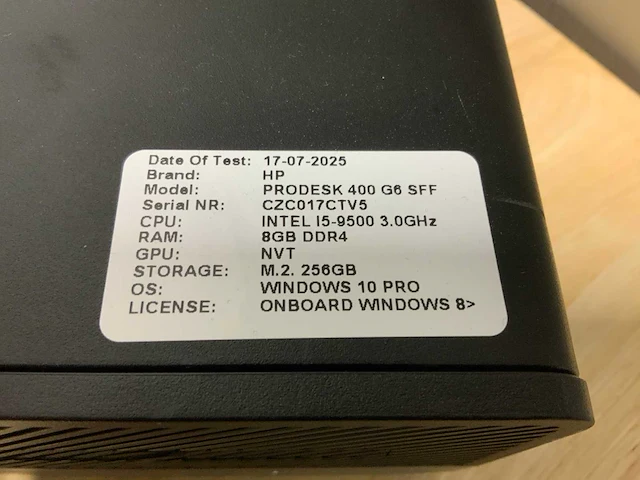 Date Of Test: 17-07-2025
Brand: HP
Model: PRODESK 400 G6 SFF
Serial NR: CZC017CTV5
CPU: INTEL I5-9500 3.0GHz
RAM: 8GB DDR4
GPU: NVT
STORAGE: M.2. 256GB
OS: WINDOWS 10 PRO
LICENSE: ONBOARD WINDOWS 8>